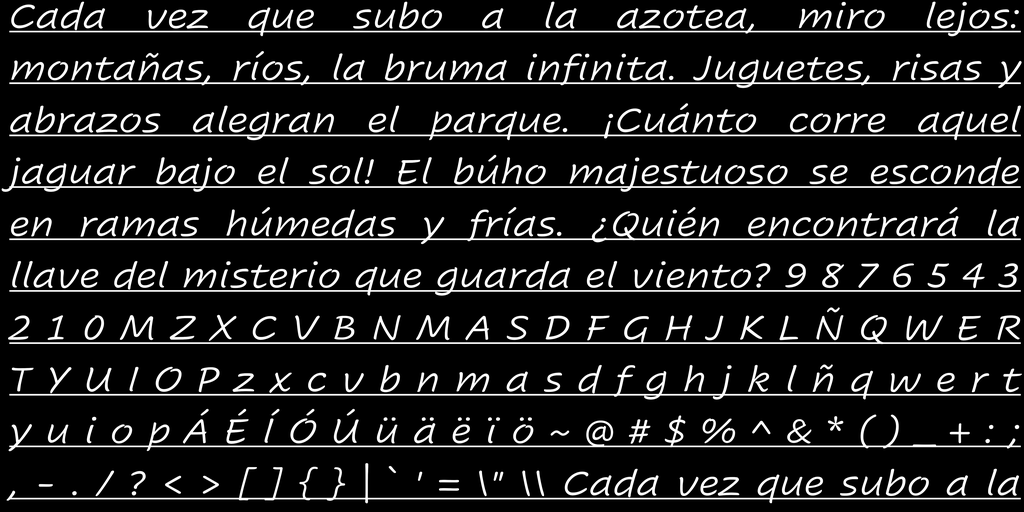 Cada vez que subo a la azotea, miro lejos:
montañas, ríos, la bruma infinita. Juguetes, risas y
abrazos alegran el parque. ¡Cuánto corre aquel
jaguar bajo el sol! El búho majestuoso se esconde
en ramas húmedas y frías. ¿Quién encontrará la
llave del misterio que guarda el viento? 9 8 7 6 5 4 3
2 1 0 M Z X C V B N M A S D F G H J K L Ñ Q W E R
T Y U I O P z x c v b n m a s d f g h j k l ñ q w e r t
y u i o p Á É Í Ó Ú ü ä ë ï ö ~ @ # $ % ^ & * ( ) _ + : ;
, - . / ? < > [ ] { } | ` ' = \" \\ Cada vez que subo a la